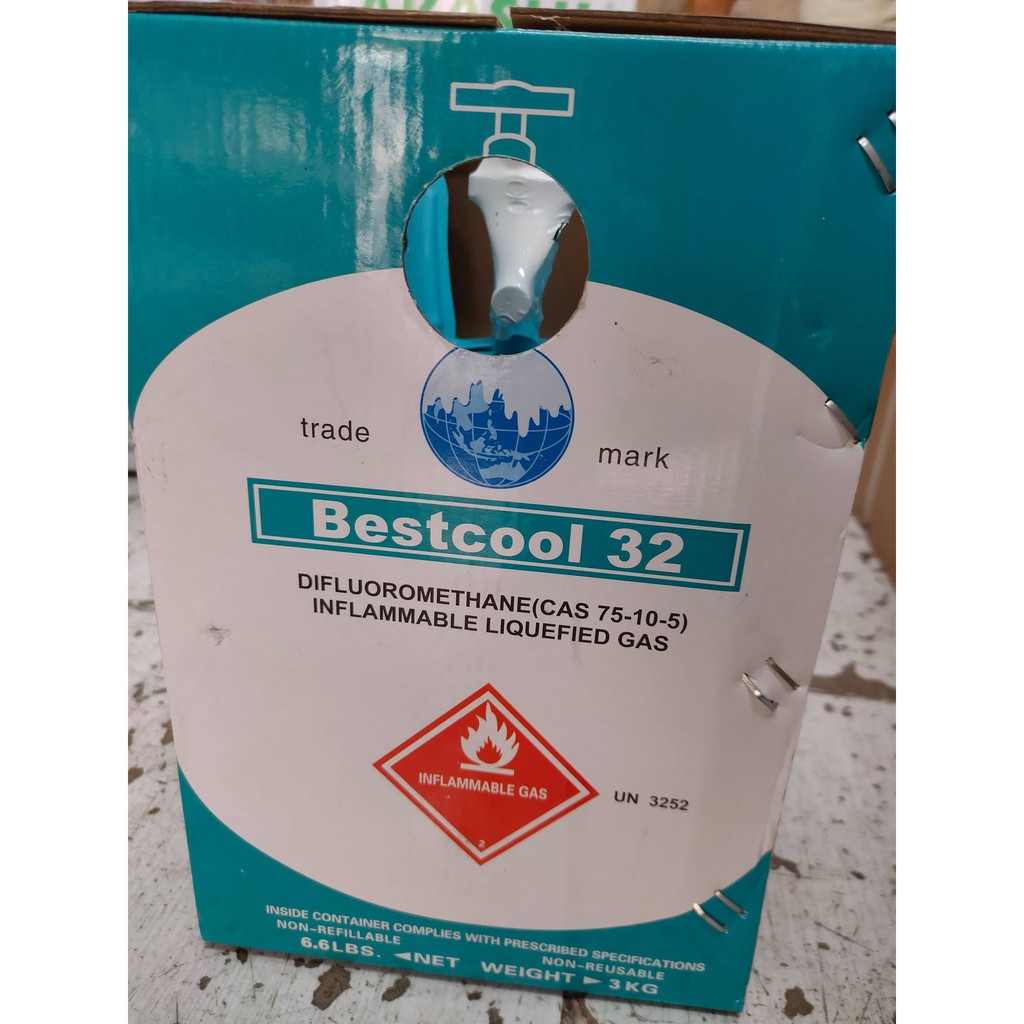 trade
mark
Bestcool 32
DIFLUOROMETHANE(CAS 75-10-5)
INFLAMMABLE LIQUEFIED GAS
INFLAMMABLE GAS
2
UN 3252
INSIDE CONTAINER COMPLIES WITH PRESCRIBED SPECIFICATIONS
NON-REFILLABLE
NON-REUSABLE
6.6LBS. ◄NET WEIGHT ► 3KG